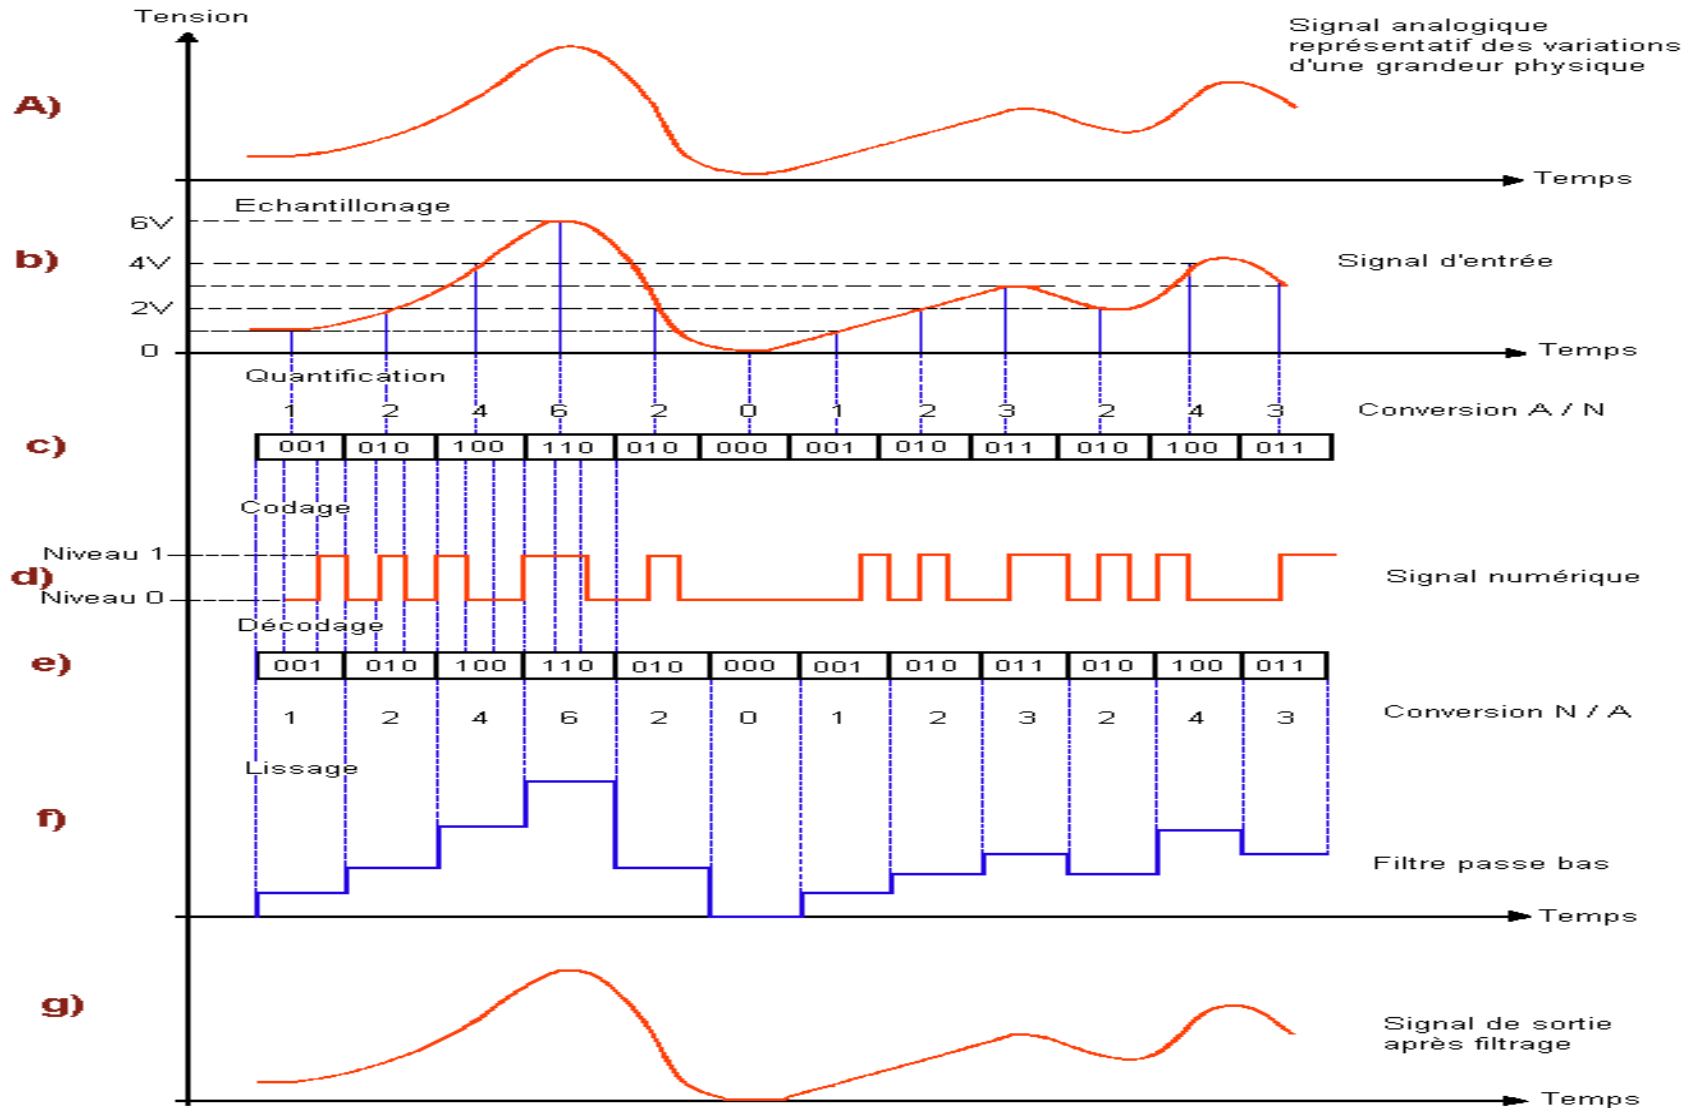 Tension
Signal analogique
représentatif des variations
d'une grandeur physique
A)
Temps
Echantillonage
6V
b)
4V
Signal d'entrée
2V
0
Temps
Quantification
1 2 4 6 2 0 1 2 3 2 4 3
Conversion A / N
c)
001 010 100 110 010 000 001 010 011 010 100 011
Codage
Niveau 1
d)
Signal numérique
Niveau 0
Décodage
e)
001 010 100 110 010 000 001 010 011 010 100 011
1 2 4 6 2 0 1 2 3 2 4 3
Conversion N / A
Lissage
f)
Filtre passe bas
Temps
g)
Signal de sortie
après filtrage
Temps